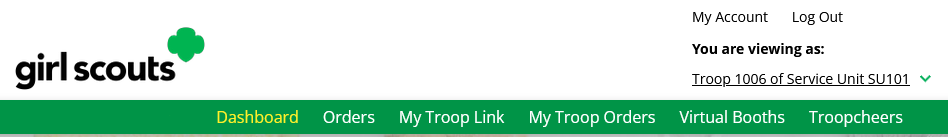 My Account Log Out
girl scouts
You are viewing as:
Troop 1006 of Service Unit SU101
Dashboard Orders My Troop Link My Troop Orders Virtual Booths Troopcheers